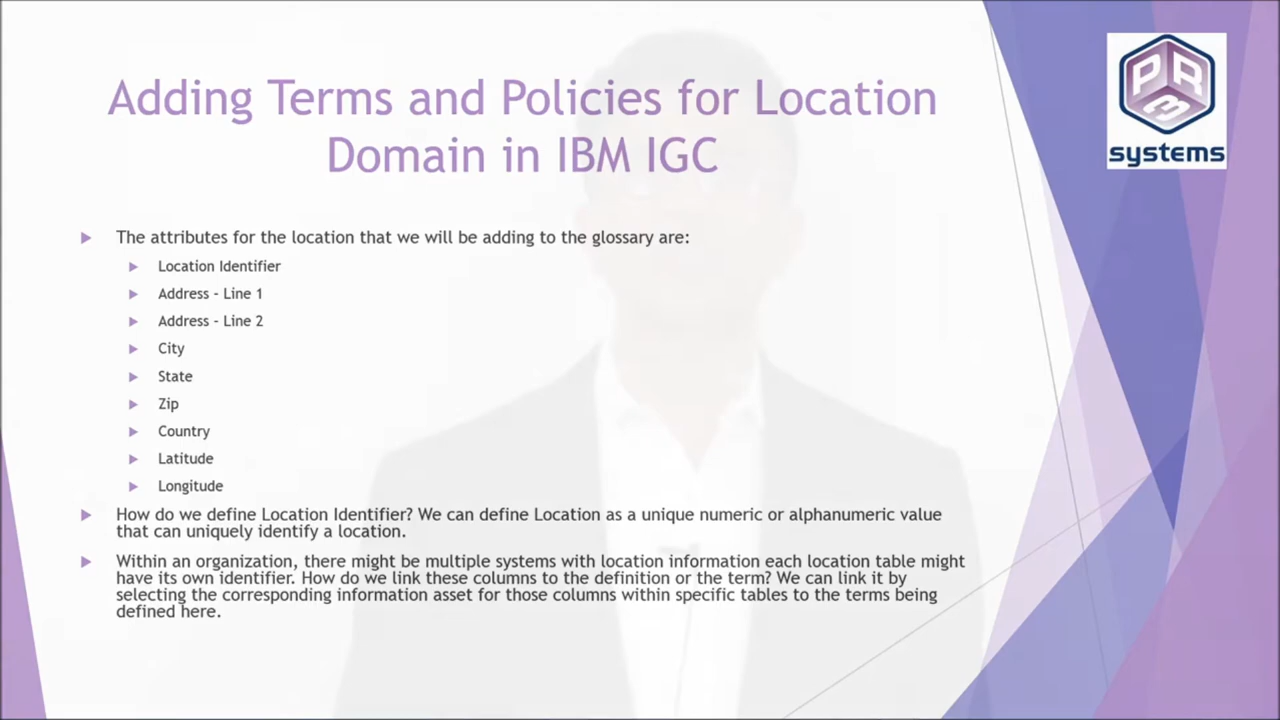 Adding Terms and Policies for Location
Domain in IBM IGC
PR
3
systems
The attributes for the location that we will be adding to the glossary are:
Location Identifier
Address - Line 1
Address - Line 2
City
State
Zip
Country
Latitude
Longitude
How do we define Location Identifier? We can define Location as a unique numeric or alphanumeric value
that can uniquely identify a location.
Within an organization, there might be multiple systems with location information each location table might
have its own identifier. How do we link these columns to the definition or the term? We can link it by
selecting the corresponding information asset for those columns within specific tables to the terms being
defined here.